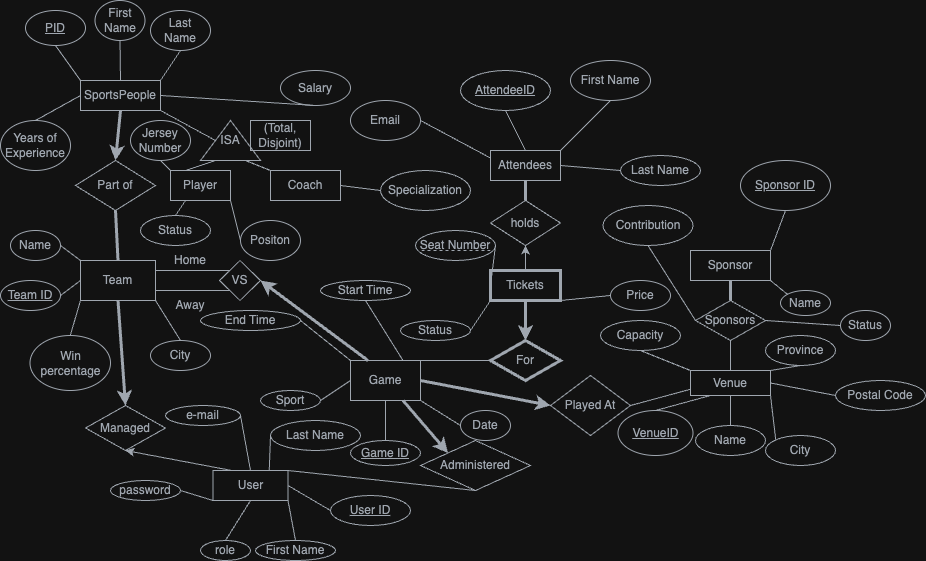 PID
First
Name
Last
Name
SportsPeople
Salary
Years of
Experience
Jersey
Number
ISA
(Total,
Disjoint)
Part of
Player
Coach
Specialization
Status
Positon
AttendeeID
First Name
Email
Attendees
Last Name
holds
Seat Number
Tickets
Price
Status
For
Sponsor ID
Contribution
Sponsor
Name
Sponsors
Status
Capacity
Province
Venue
Postal Code
VenueID
Name
City
Name
Team
Home
VS
Team ID
Away
Win
percentage
City
Start Time
End Time
Game
Sport
Played At
Date
Game ID
Administered
Managed
e-mail
Last Name
User
password
User ID
role
First Name